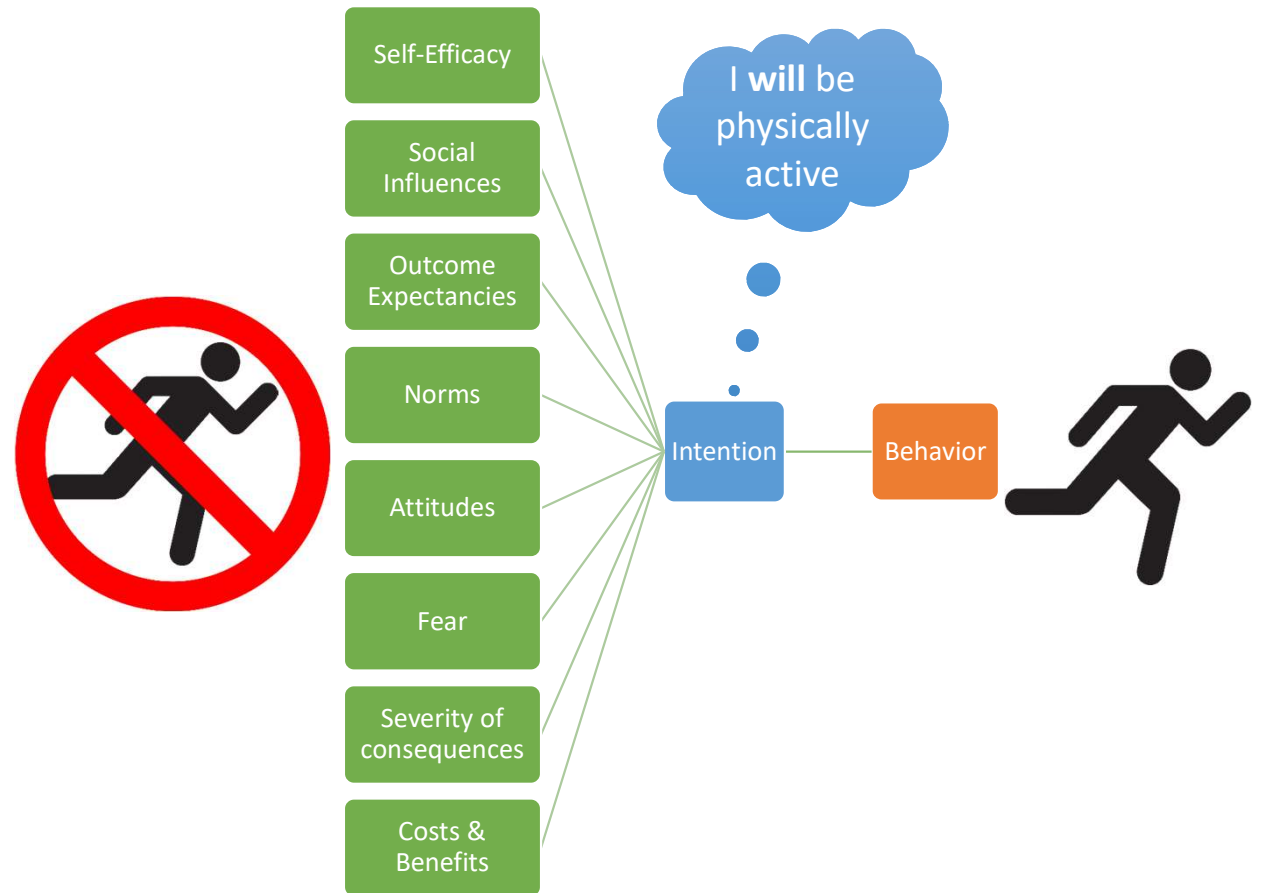 Self-Efficacy
Social
Influences
Outcome
Expectancies
Norms
Attitudes
Fear
Severity of
consequences
Costs &
Benefits
I will be
physically
active
Intention
Behavior